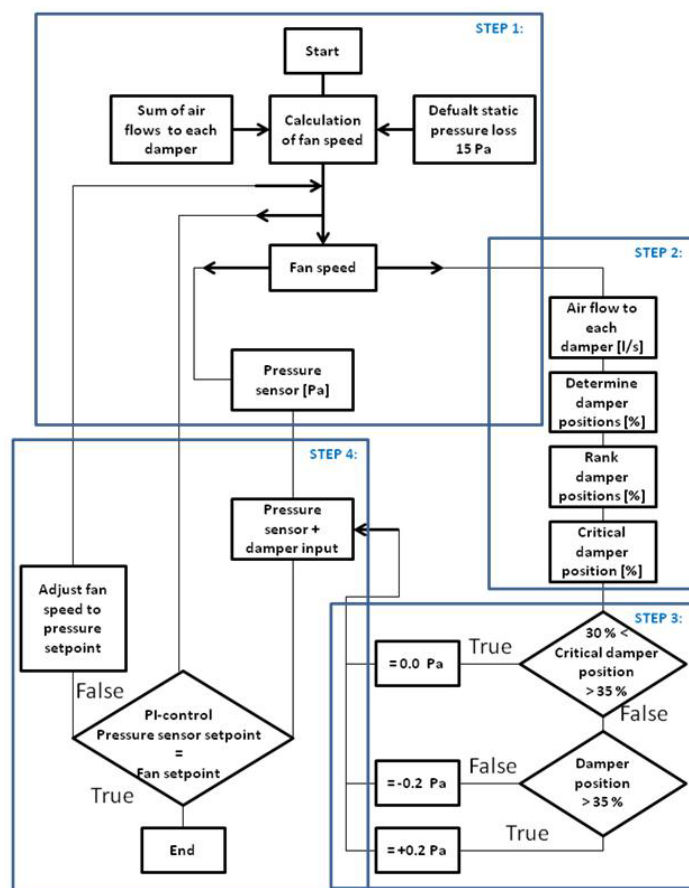 STEP 1:
Start
Sum of air
flows to each
damper
Calculation
of fan speed
Defualt static
pressure loss
15 Pa
Fan speed
Pressure
sensor [Pa]
STEP 2:
Air flow to
each
damper [l/s]
Determine
damper
positions [%]
Rank
damper
positions [%]
Critical
damper
position [%]
STEP 3:
30 % <
Critical damper
position
> 35 %
True
= 0.0 Pa
False
Damper
position
> 35 %
False
= -0.2 Pa
True
= +0.2 Pa
STEP 4:
Pressure
sensor +
damper input
Adjust fan
speed to
pressure
setpoint
False
PI-control
Pressure sensor setpoint
=
Fan setpoint
True
End